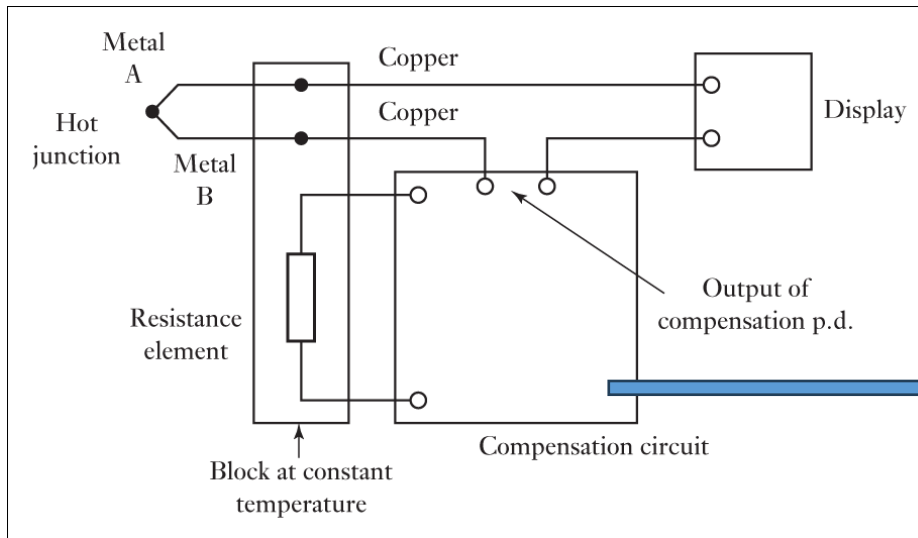 Metal
A
Copper
Copper
Display
Hot
junction
Metal
B
Output of
compensation p.d.
Resistance
element
Compensation circuit
Block at constant
temperature